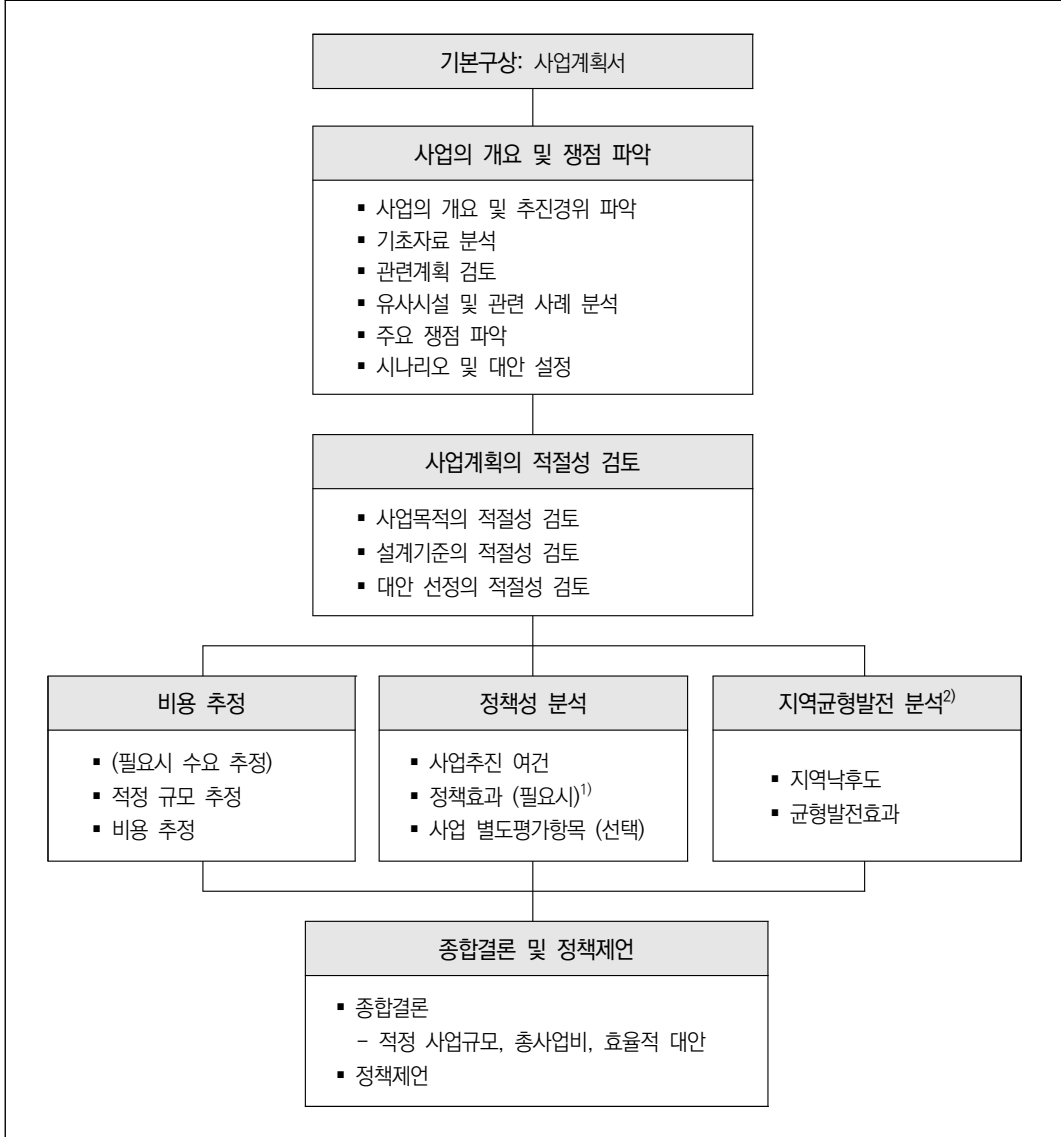 기본구상: 사업계획서
사업의 개요 및 쟁점 파악
▪ 사업의 개요 및 추진경위 파악
▪ 기초자료 분석
▪ 관련계획 검토
▪ 유사시설 및 관련 사례 분석
▪ 주요 쟁점 파악
▪ 시나리오 및 대안 설정
사업계획의 적절성 검토
▪ 사업목적의 적절성 검토
▪ 설계기준의 적절성 검토
▪ 대안 선정의 적절성 검토
비용 추정
▪ (필요시 수요 추정)
▪ 적정 규모 추정
▪ 비용 추정
정책성 분석
▪ 사업추진 여건
▪ 정책효과 (필요시)1)
▪ 사업 별도평가항목 (선택)
지역균형발전 분석2)
▪ 지역낙후도
▪ 균형발전효과
종합결론 및 정책제언
▪ 종합결론
– 적정 사업규모, 총사업비, 효율적 대안
▪ 정책제언